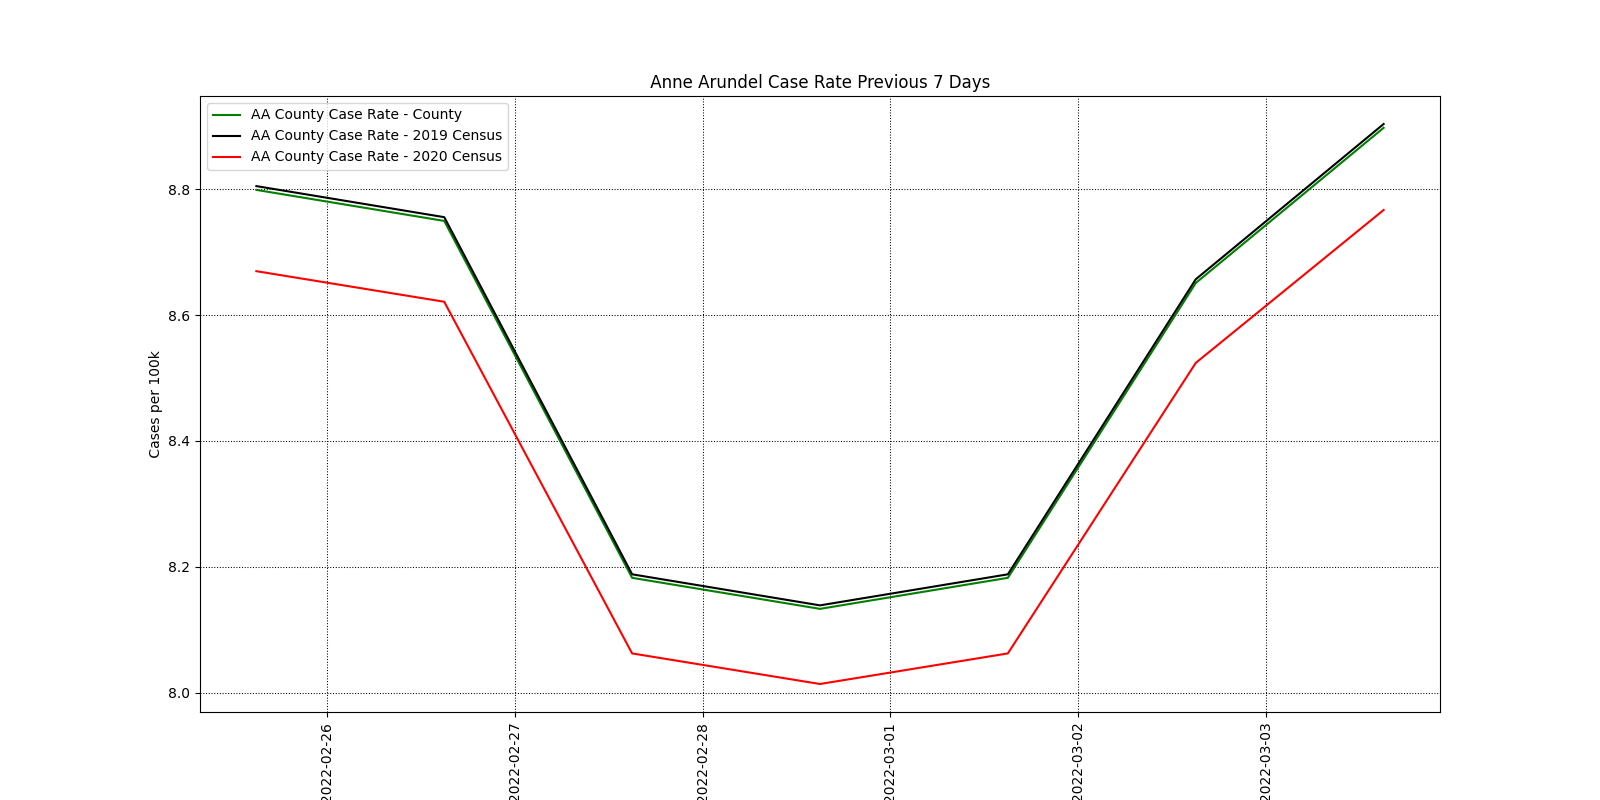 Anne Arundel Case Rate Previous 7 Days
AA County Case Rate - County
AA County Case Rate - 2019 Census
AA County Case Rate - 2020 Census
8.8
8.6
8.4
8.2
8.0
Cases per 100k
2022-02-26
2022-02-27
2022-02-28
2022-03-01
2022-03-02
2022-03-03